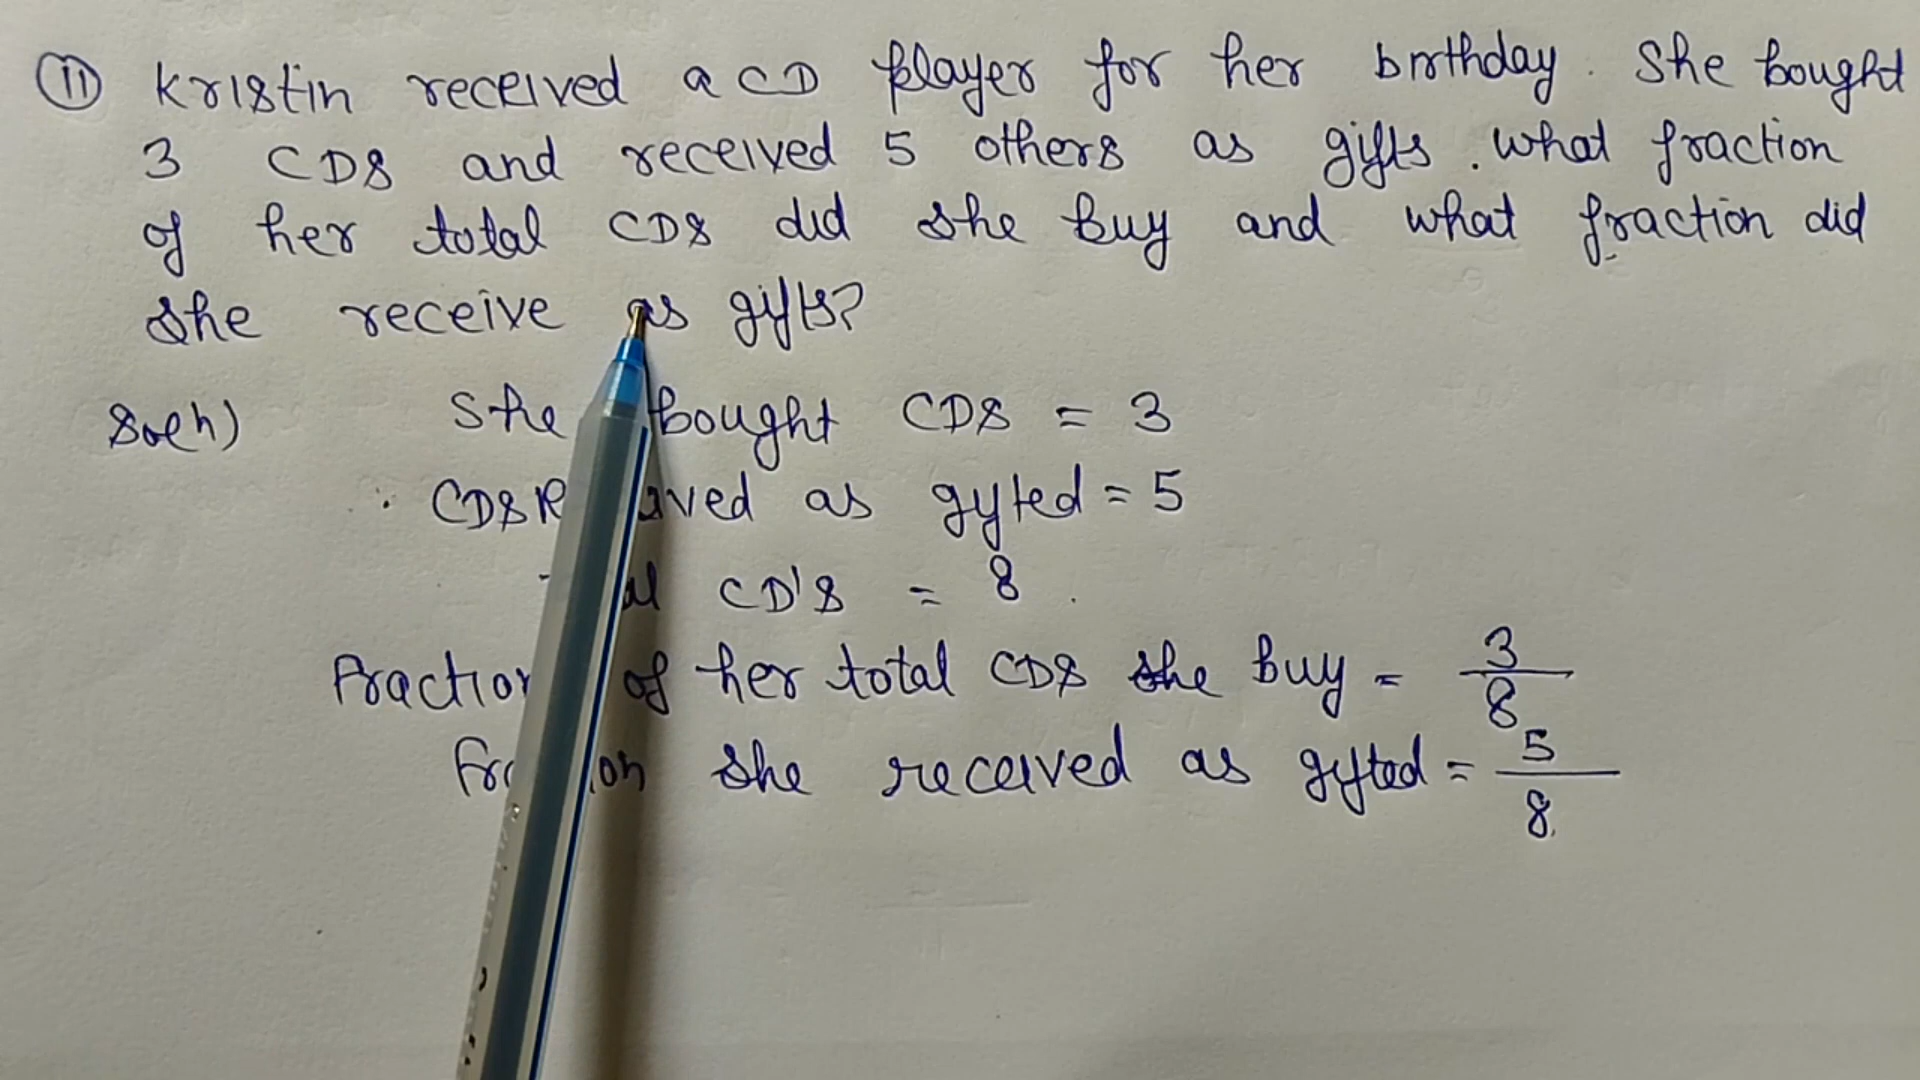 11 Kristin received a CD player for her birthday. She bought
3 CDs and received 5 others as gifts. what fraction
of her total CDs did she buy and what fraction did
she receive as gifts?
Soln) She bought CDs = 3
CDs as gifted = 5
CD's = 8
Fraction of her total CDs she buy = 3/8
she received as gifted = 5/8